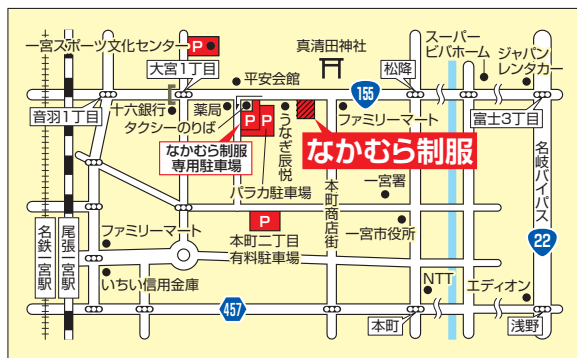 一宮スポーツ文化センター
P
大宮1丁目
平安会館
真清田神社
松降
スーパー
ビバホーム
ジャパン
レンタカー
155
音羽1丁目
十六銀行
薬局
タクシーのりば
P
P
うなぎ辰悦
ファミリーマート
富士3丁目
なかむら制服
専用駐車場
なかむら制服
パラカ駐車場
本町商店街
一宮署
名岐バイパス
P
一宮市役所
22
名鉄一宮駅
尾張一宮駅
ファミリーマート
本町二丁目
有料駐車場
いちい信用金庫
NTT
エディオン
457
本町
浅野